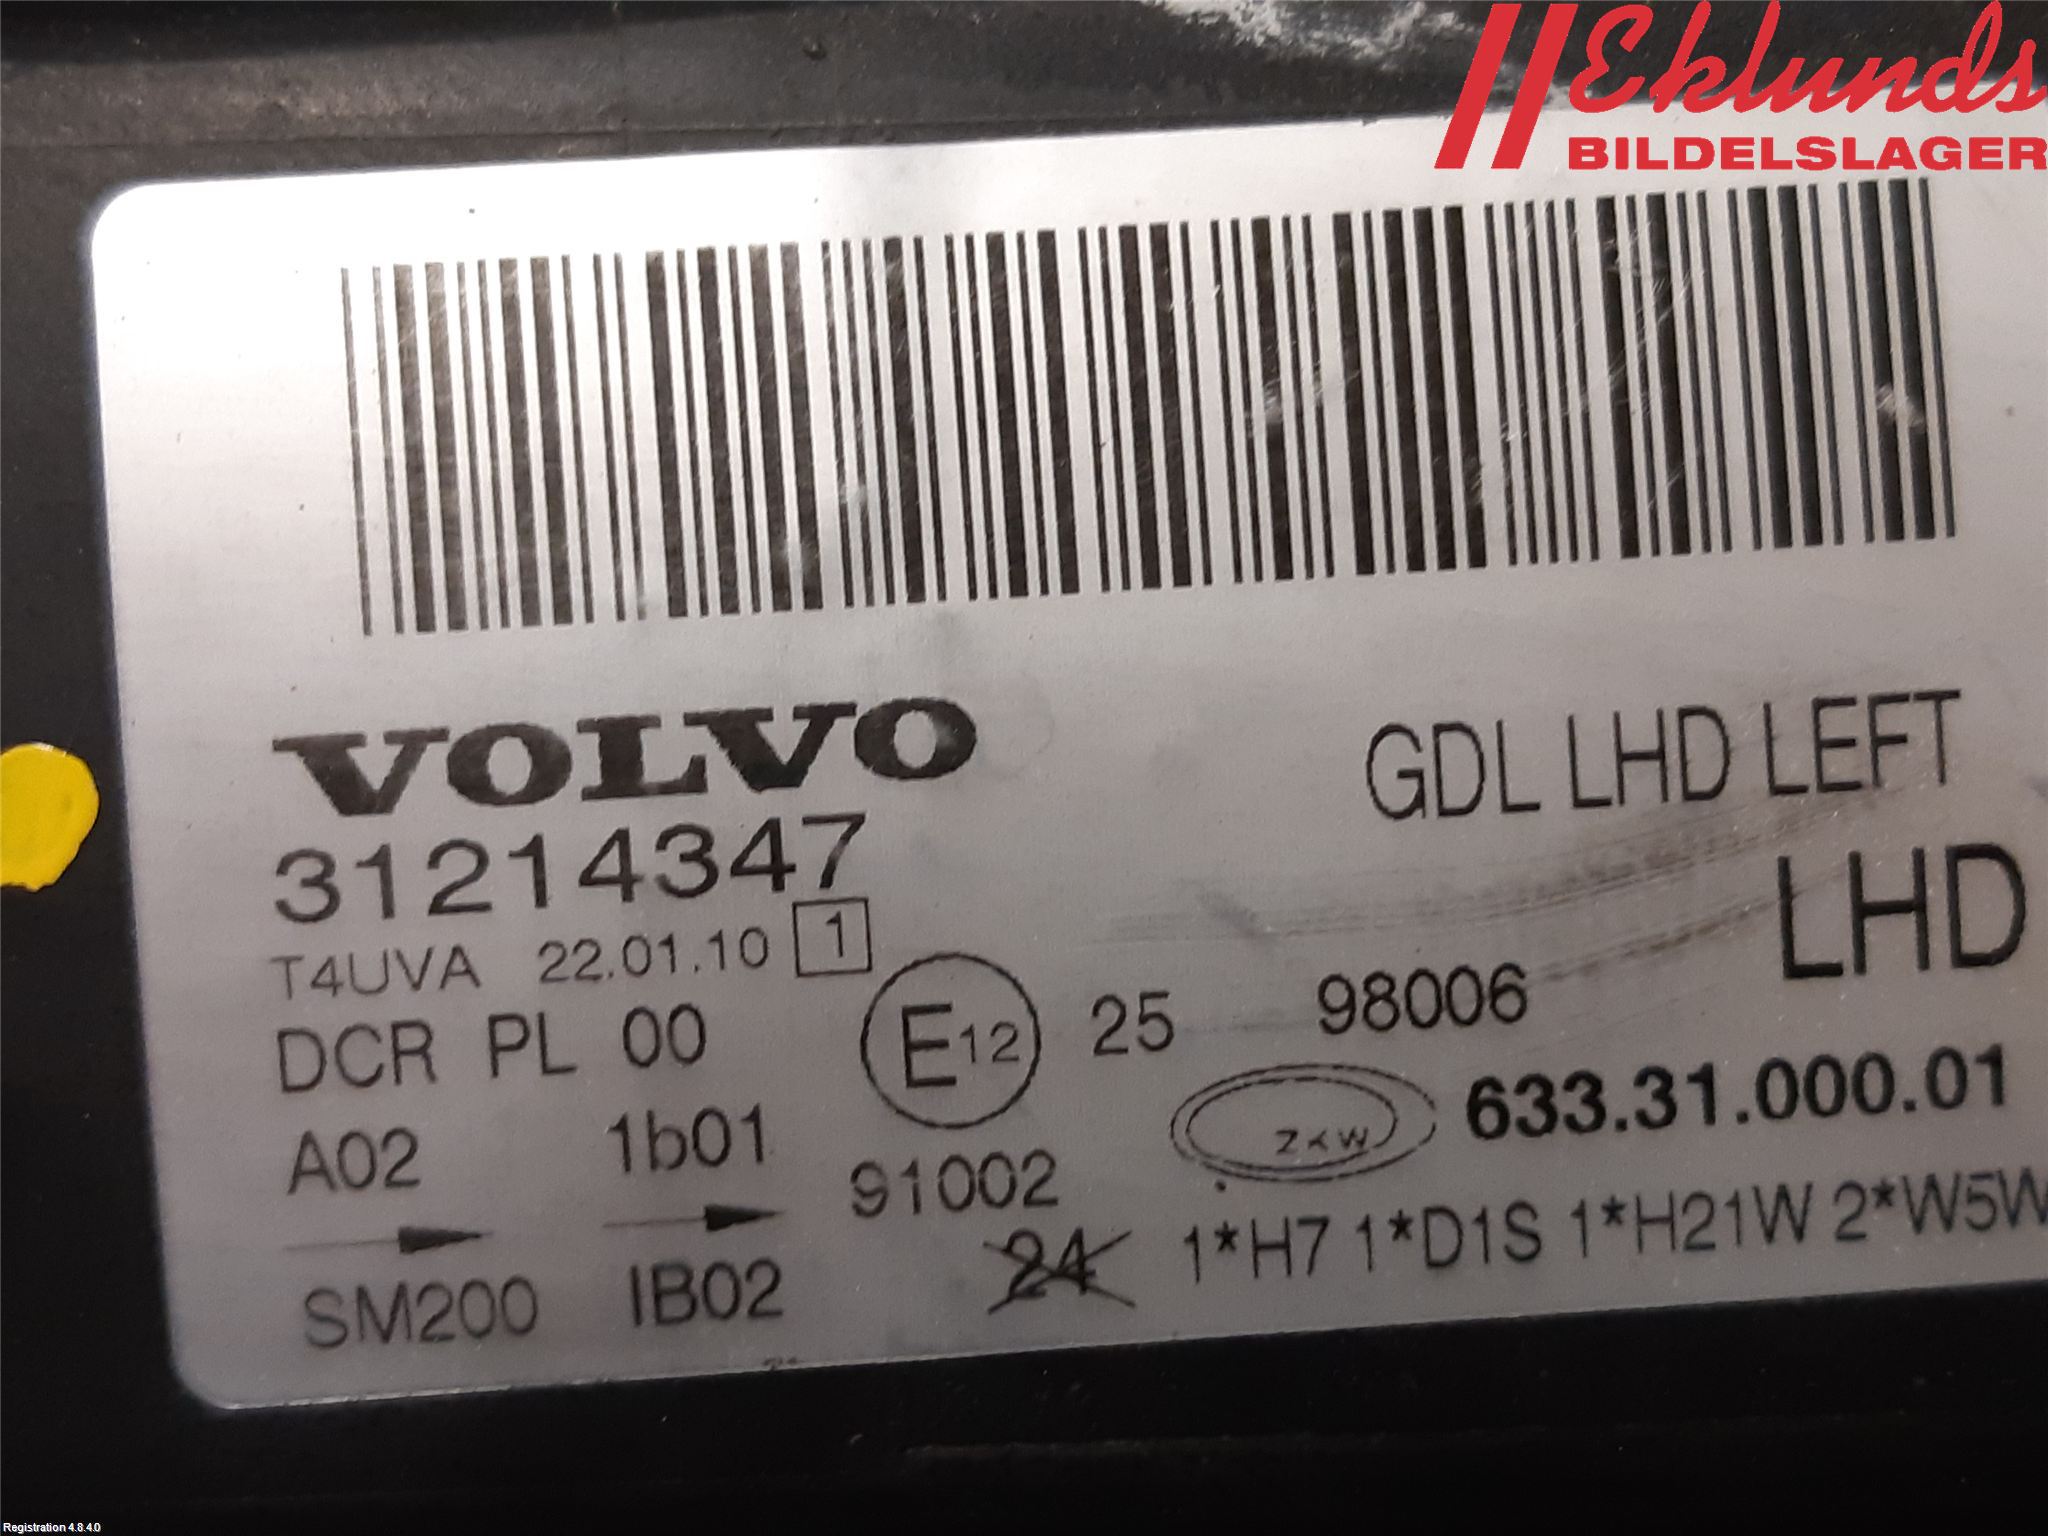 Eklunds
BILDELSLAGER
VOLVO
GDL LHD LEFT
31214347
LHD
T4UVA 22.01.10 1
DCR PL 00
E12 25 98006
ZKW 633.31.000.01
A02 1b01
91002
24 1*H7 1*D1S 1*H21W 2*W5W
SM200 IB02
Registration 4.8.4.0